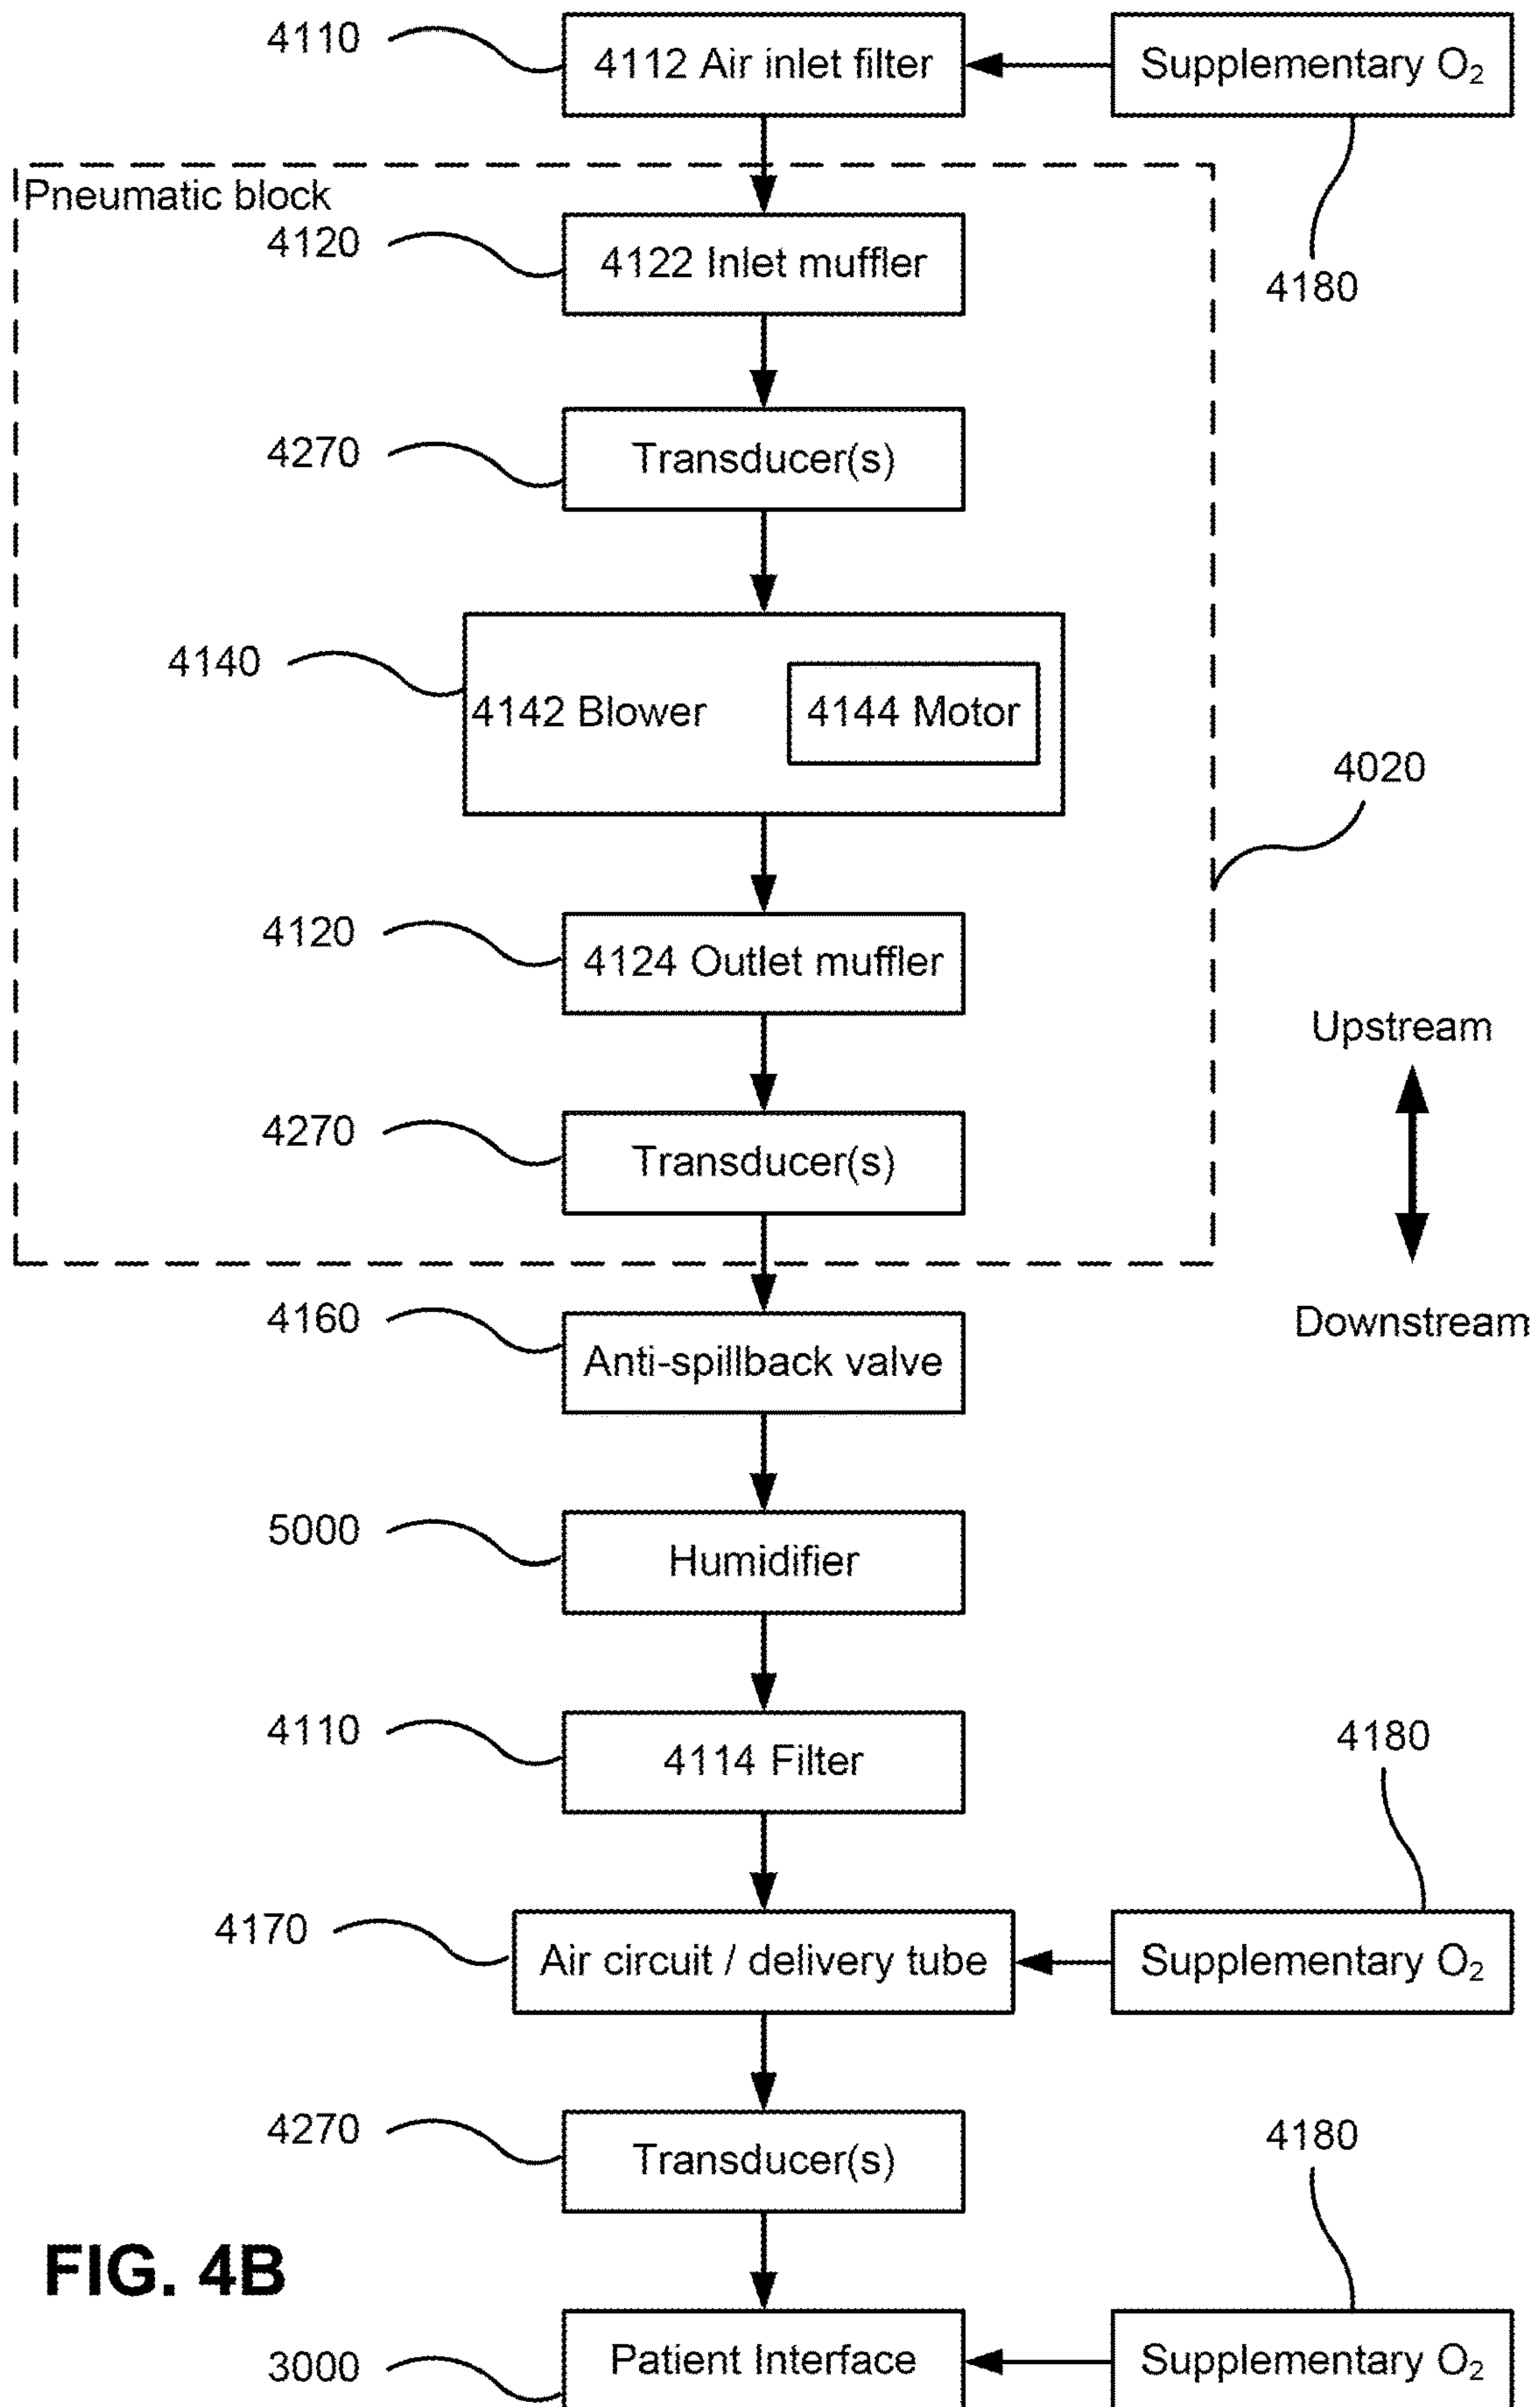 4110
4112 Air inlet filter
Supplementary O₂
Pneumatic block
4120
4122 Inlet muffler
4180
4270
Transducer(s)
4140
4142 Blower
4144 Motor
4020
4120
4124 Outlet muffler
Upstream
4270
Transducer(s)
4160
Anti-spillback valve
Downstream
5000
Humidifier
4110
4114 Filter
4180
4170
Air circuit / delivery tube
Supplementary O₂
4270
Transducer(s)
4180
FIG. 4B
3000
Patient Interface
Supplementary O₂